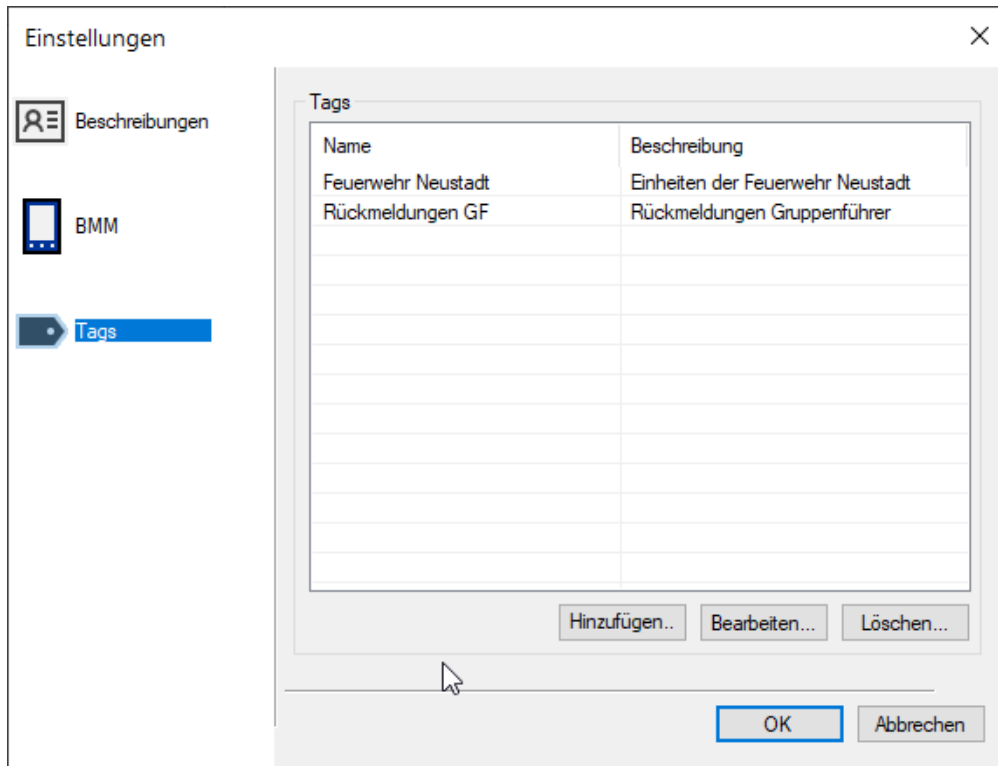 Einstellungen
Beschreibungen
BMM
Tags
Tags
Name Beschreibung
Feuerwehr Neustadt Einheiten der Feuerwehr Neustadt
Rückmeldungen GF Rückmeldungen Gruppenführer
Hinzufügen.. Bearbeiten... Löschen...
OK Abbrechen